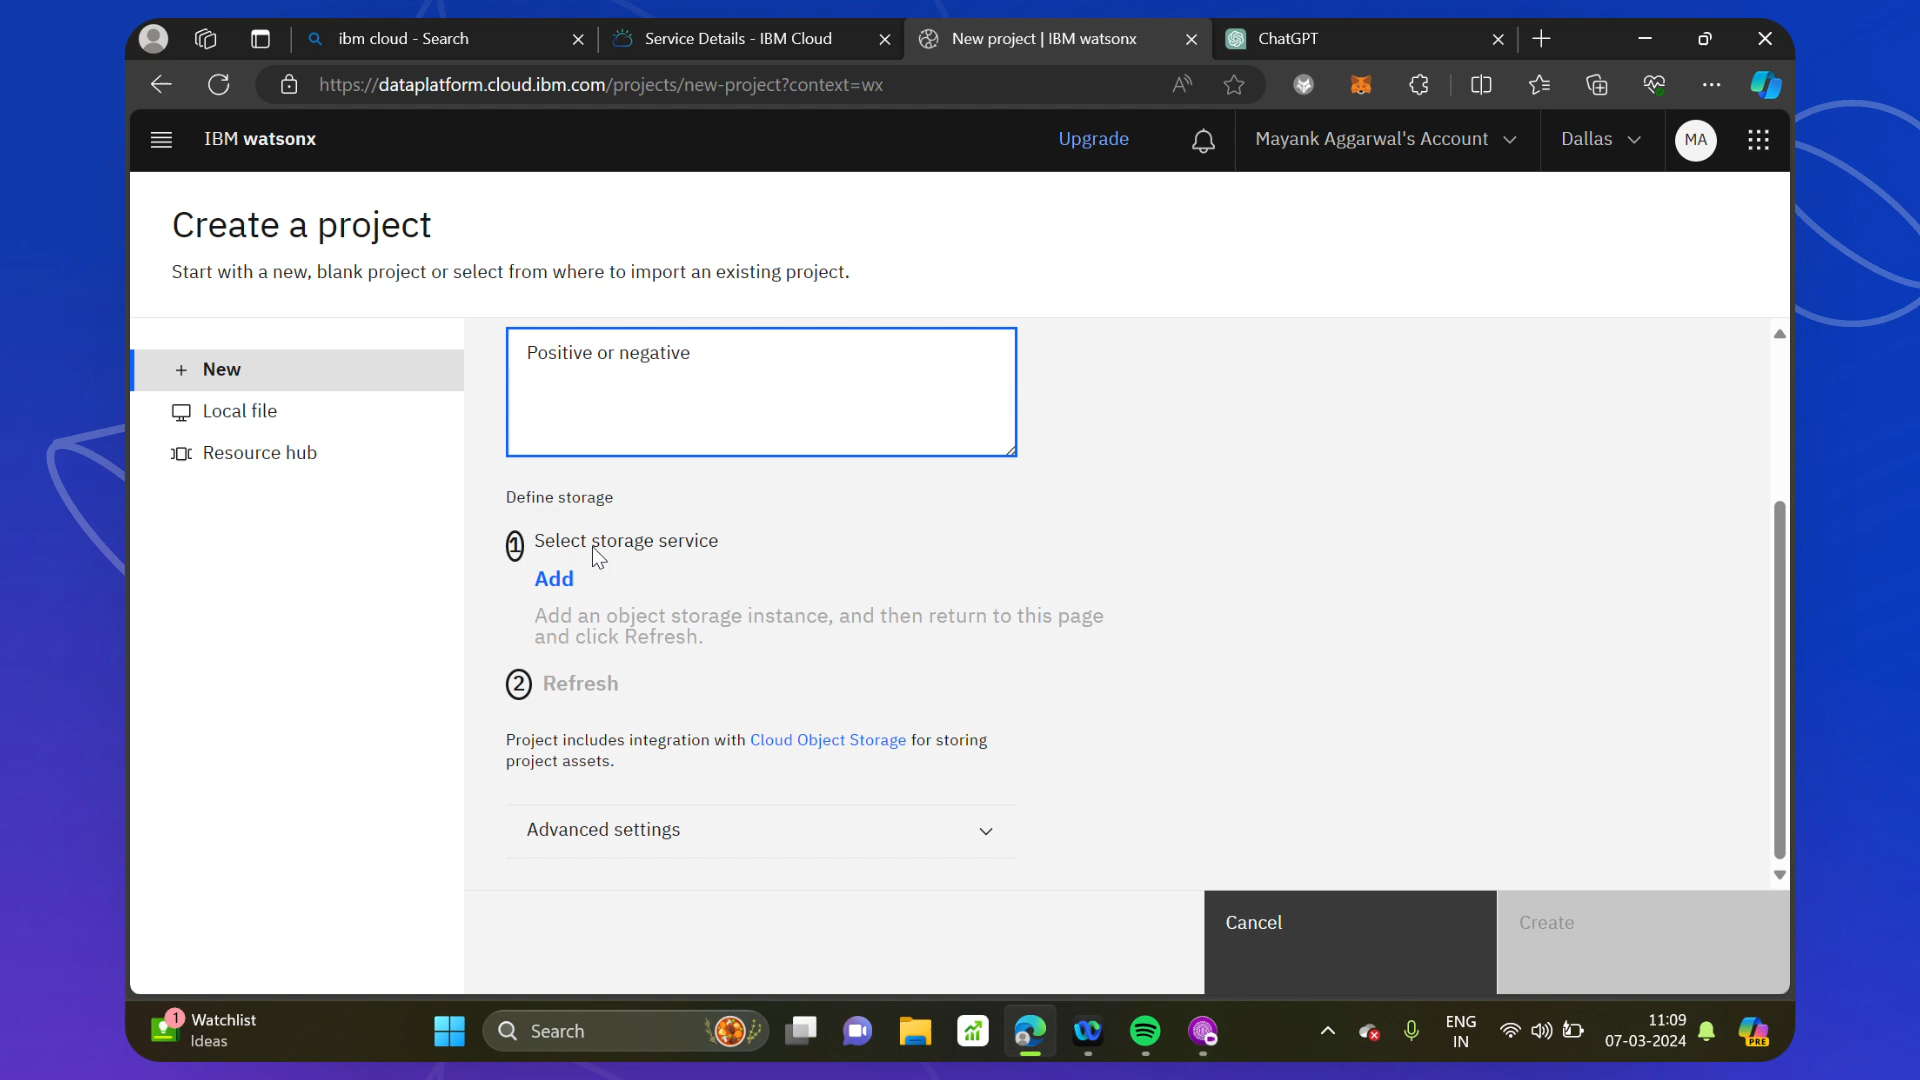 ibm cloud - Search
Service Details - IBM Cloud
New project | IBM watsonx
ChatGPT
https://dataplatform.cloud.ibm.com/projects/new-project?context=wx
IBM watsonx
Upgrade
Mayank Aggarwal's Account
Dallas
MA
Create a project
Start with a new, blank project or select from where to import an existing project.
+ New
Local file
Resource hub
Positive or negative
Define storage
1 Select storage service
Add
Add an object storage instance, and then return to this page
and click Refresh.
2 Refresh
Project includes integration with Cloud Object Storage for storing
project assets.
Advanced settings
Cancel
Create
1
Watchlist
Ideas
Search
ENG
IN
11:09
07-03-2024
PRE